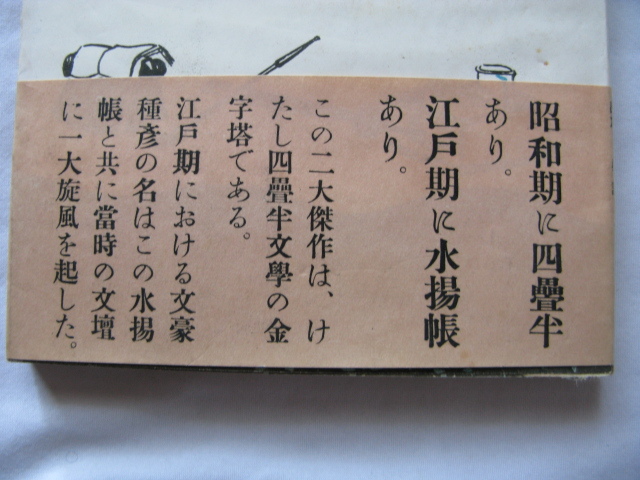 昭和期に四疊半
あり。
江戸期に水揚帳
あり。
この二大傑作は、け
たし四疊半文學の金
字塔である。
江戸期における文豪
種彦の名はこの水揚
帳と共に當時の文壇
に一大旋風を起した。